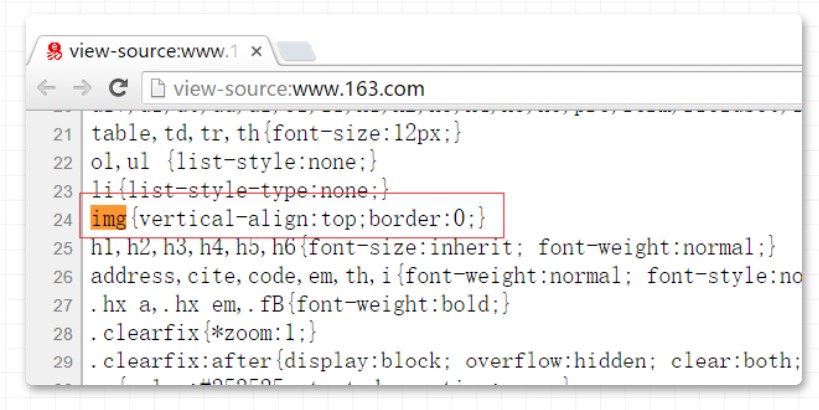 view-source:www.1
view-source:www.163.com
21 table,td,tr,th{font-size:12px;}
22 ol,ul {list-style:none;}
23 li{list-style-type:none;}
24 img{vertical-align:top;border:0;}
25 h1,h2,h3,h4,h5,h6{font-size:inherit; font-weight:normal;}
26 address,cite,code,em,th,i{font-weight:normal; font-style:no
27 .hx a,.hx em,.fB{font-weight:bold;}
28 .clearfix{*zoom:1;}
29 .clearfix:after{display:block; overflow:hidden; clear:both;